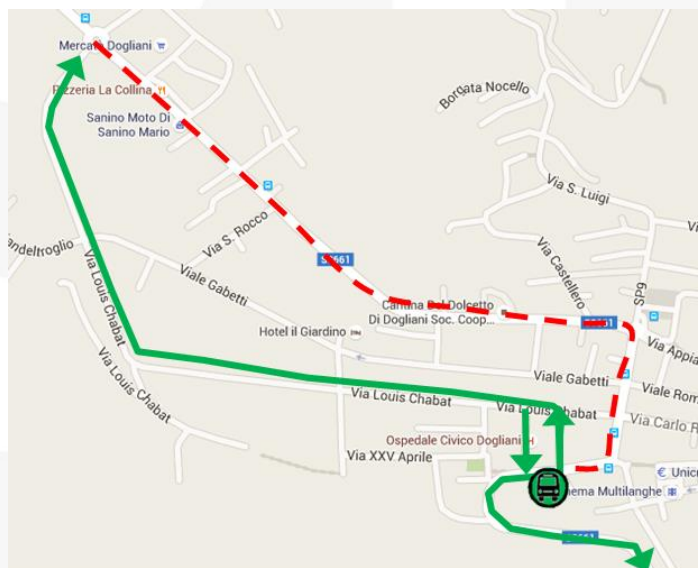 Mercatò Dogliani
Pizzeria La Collina
Sanino Moto Di
Sanino Mario
Borgata Nocello
Via S. Luigi
Via S. Rocco
Via Castellero
SP9
Viale Gabetti
Via Louis Chabat
Hotel il Giardino
Cantina Del Dolcetto
Di Dogliani Soc. Coop...
Via Appia
Viale Gabetti
Viale Rom
Via Louis Chabat
Via Louis Chabat
Via Louis Chabat
Via Carlo R
Ospedale Civico Dogliani
H
Via XXV Aprile
€ Unic
nema Multilanghe